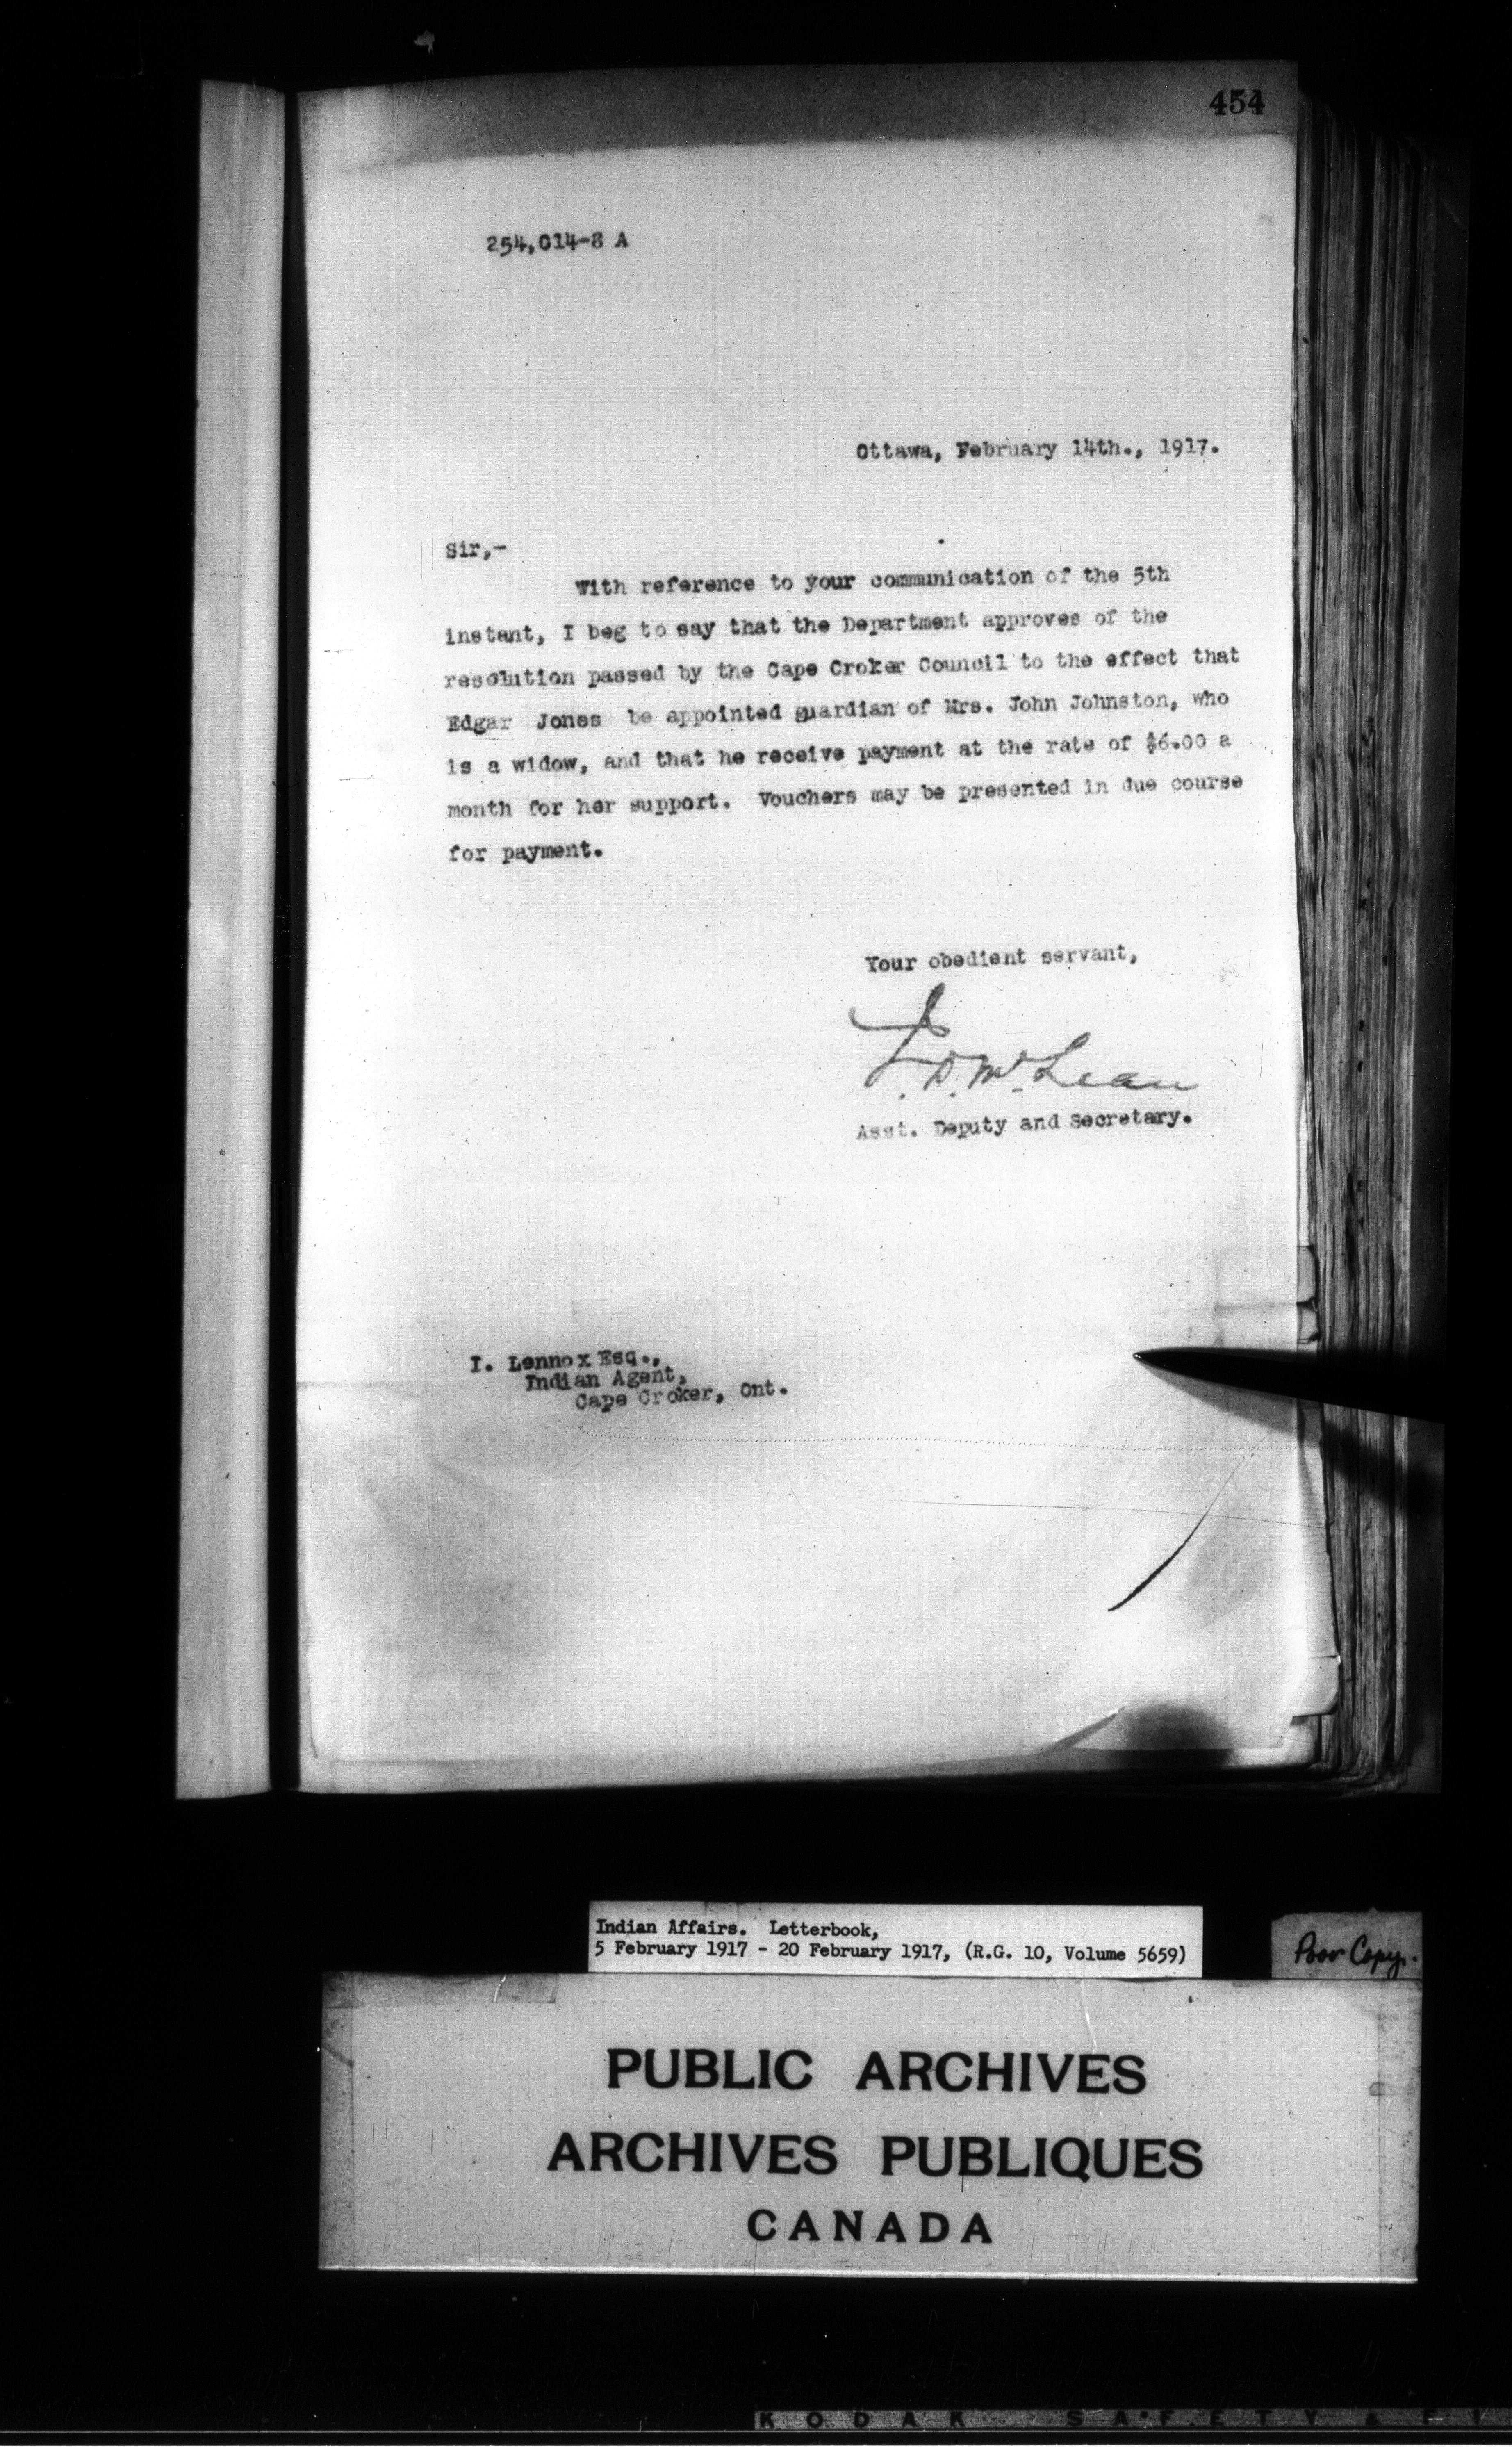 454
254,014-8 A
Ottawa, February 14th., 1917.
Sir,-
With reference to your communication of the 5th
instant, I beg to say that the Department approves of the
resolution passed by the Cape Croker Council to the effect that
Edgar Jones be appointed guardian of Mrs. John Johnston, who
is a widow, and that he receive payment at the rate of $6.00 a
month for her support. Vouchers may be presented in due course
for payment.
Your obedient servant,
J. D. McLean
Asst. Deputy and Secretary.
I. Lennox Esq.,
Indian Agent,
Cape Croker, Ont.
Indian Affairs. Letterbook,
5 February 1917 - 20 February 1917, (R.G. 10, Volume 5659)
Poor Copy.
PUBLIC ARCHIVES
ARCHIVES PUBLIQUES
CANADA
KODAK SAFETY